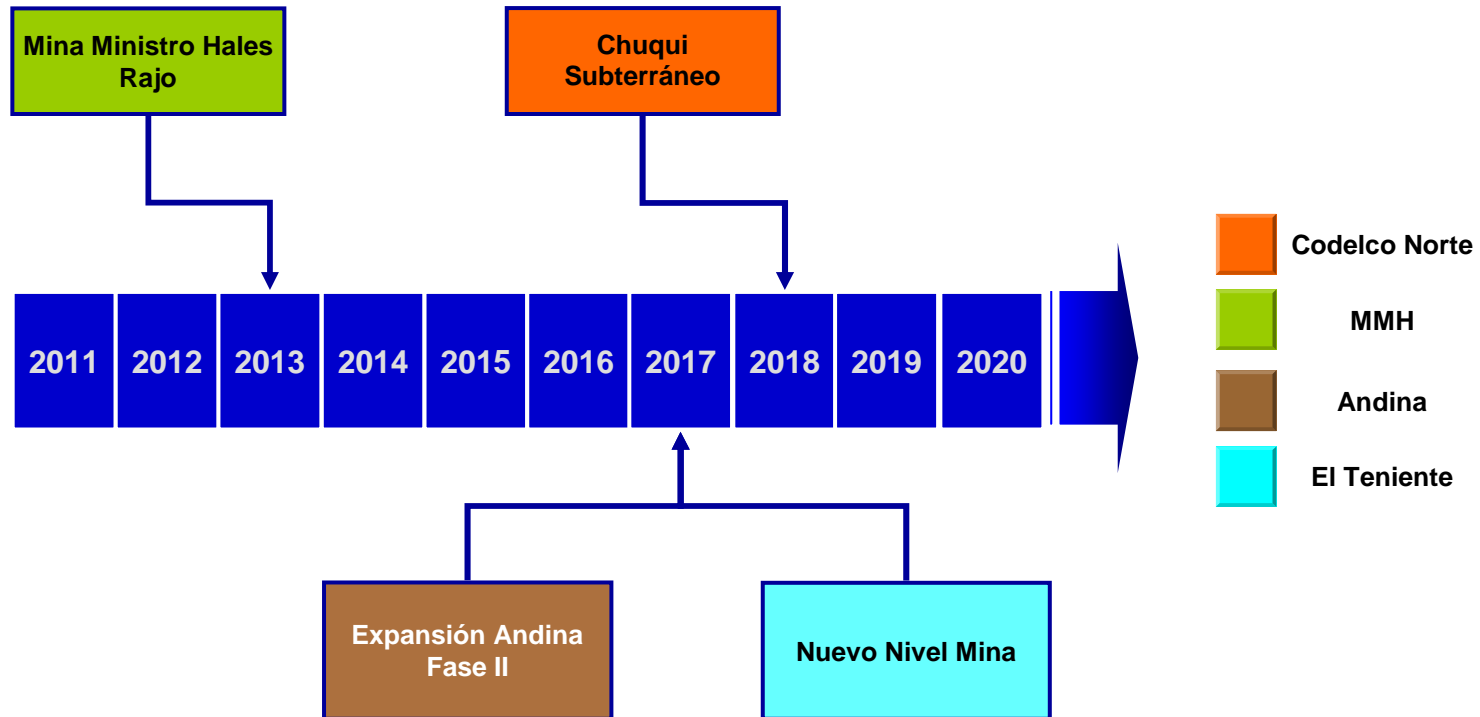 Mina Ministro Hales
Rajo
Chuqui
Subterráneo
2011 2012 2013 2014 2015 2016 2017 2018 2019 2020
Expansión Andina
Fase II
Nuevo Nivel Mina
Codelco Norte
MMH
Andina
El Teniente